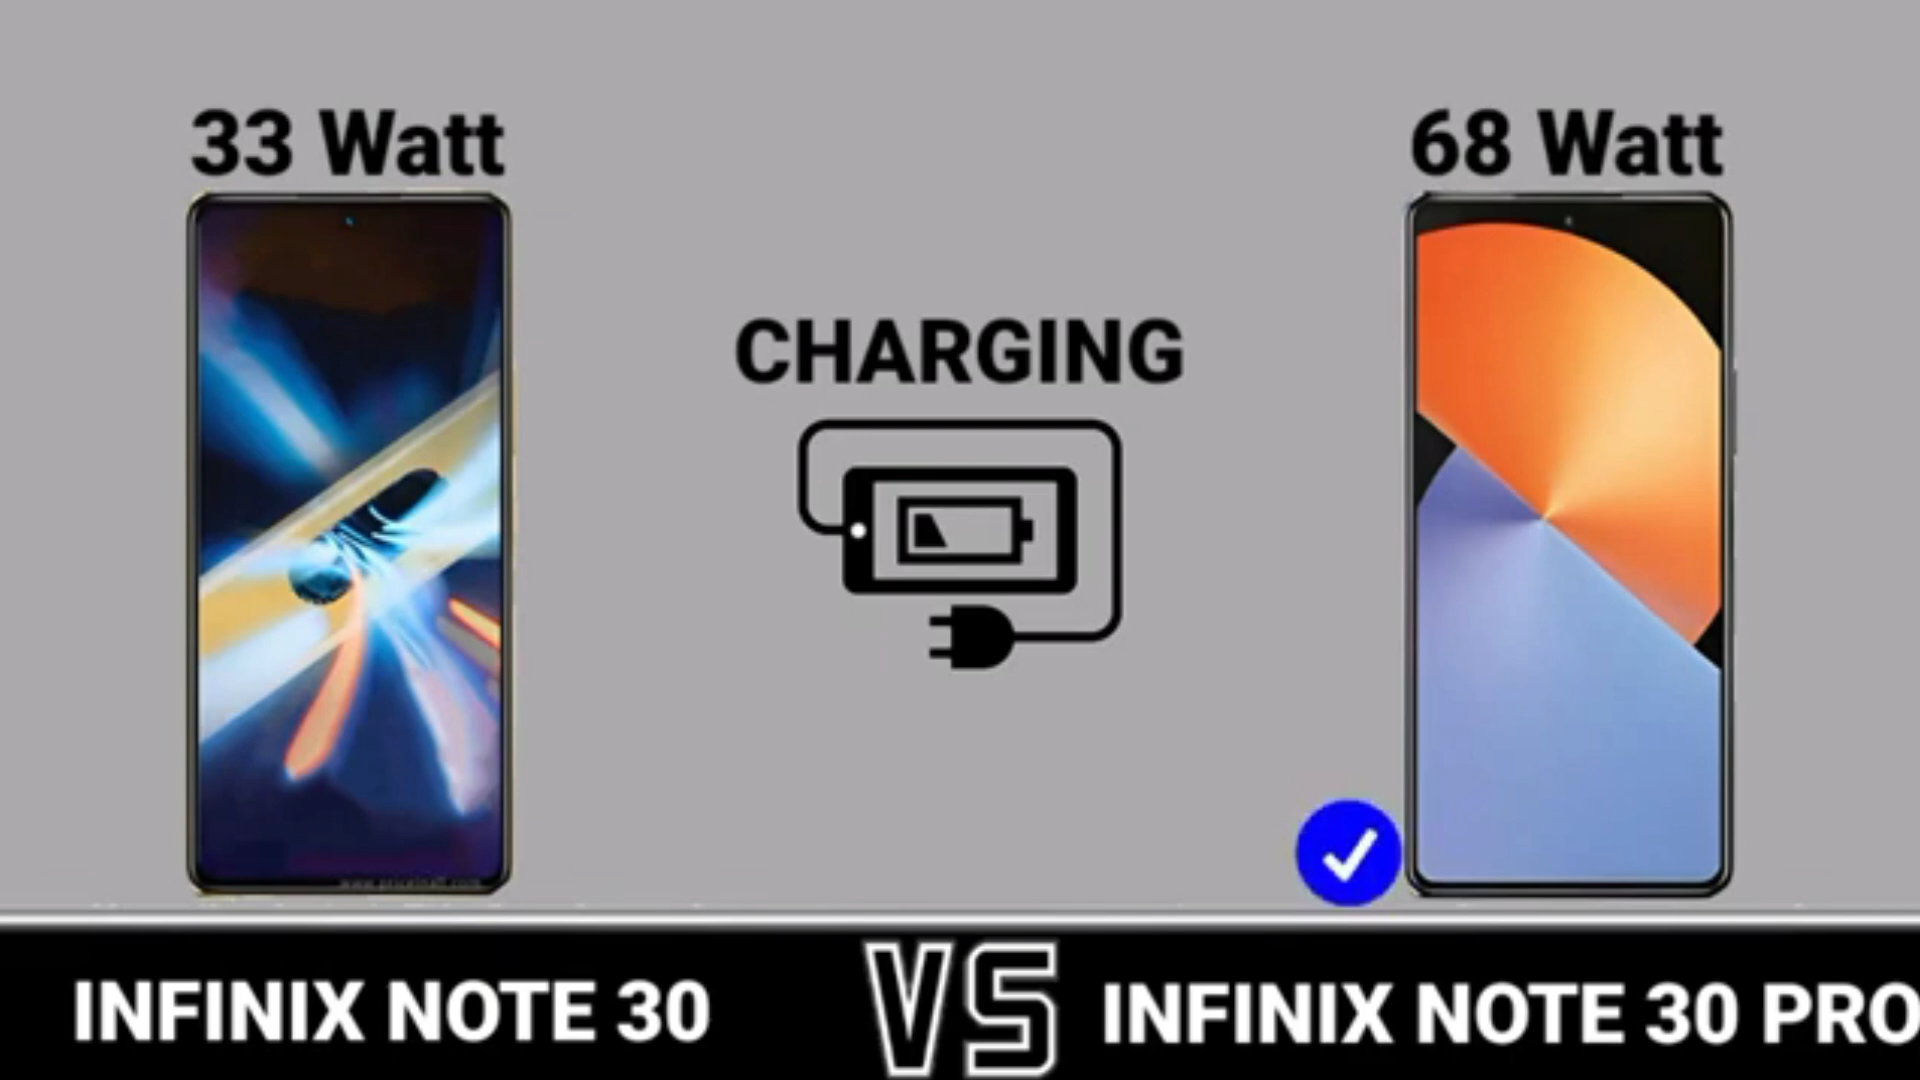 33 Watt
68 Watt
CHARGING
INFINIX NOTE 30
VS
INFINIX NOTE 30 PRO